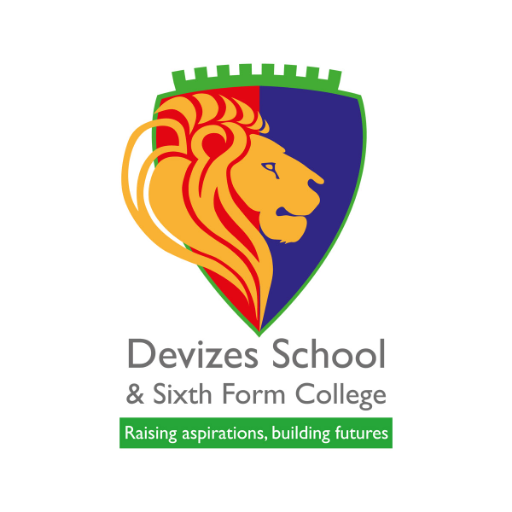 Devizes School
& Sixth Form College
Raising aspirations, building futures